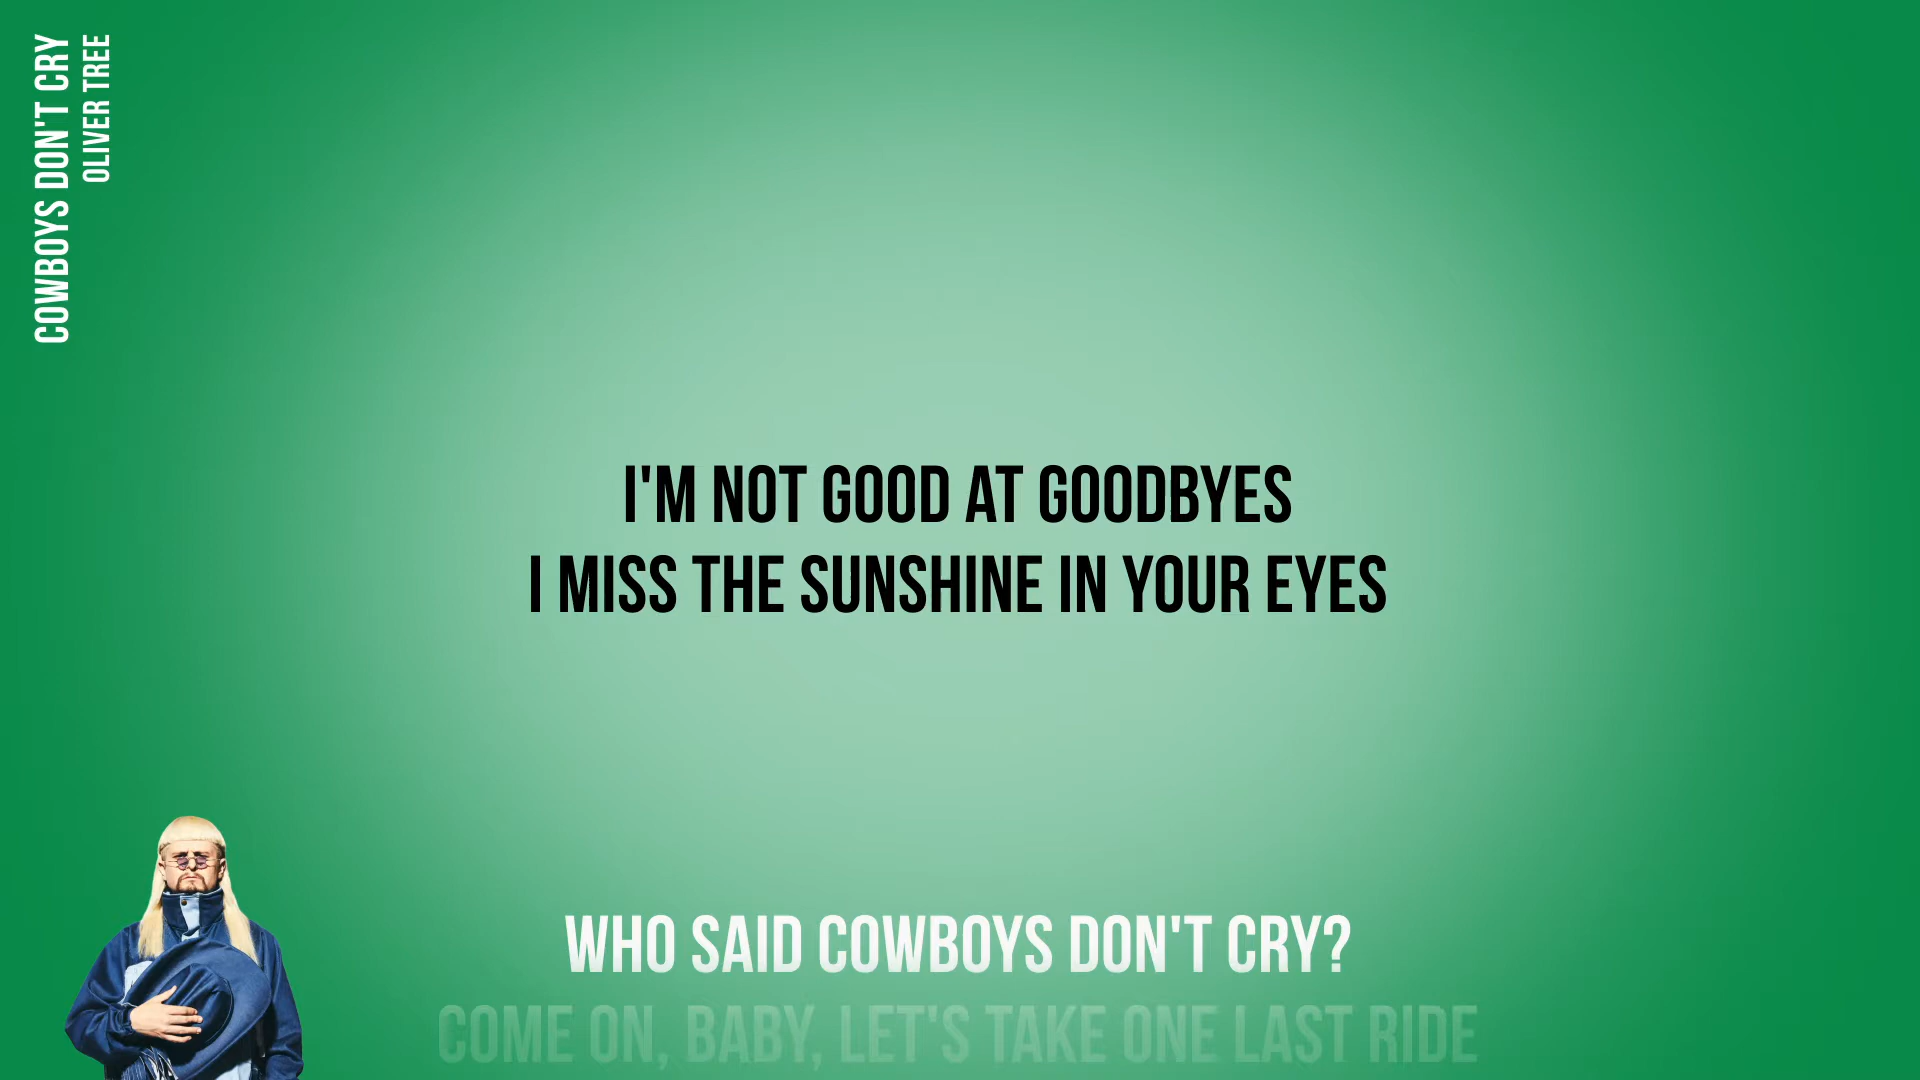 COWBOYS DON'T CRY
OLIVER TREE
I'M NOT GOOD AT GOODBYES
I MISS THE SUNSHINE IN YOUR EYES
WHO SAID COWBOYS DON'T CRY?
COME ON, BABY, LET'S TAKE ONE LAST RIDE